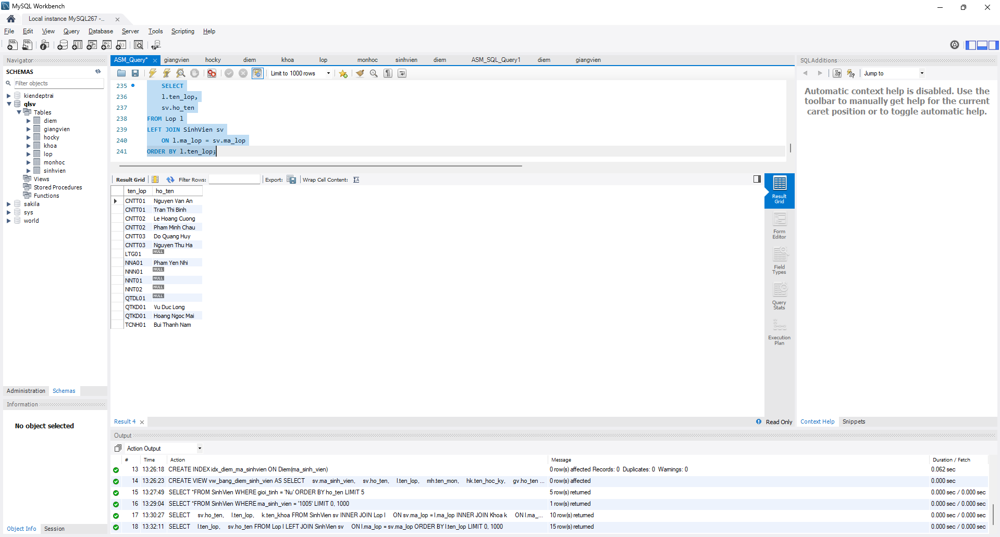 MySQL Workbench
Local instance MySQL267 -...
File Edit View Query Database Server Tools Scripting Help
Navigator
SCHEMAS
Filter objects
kiendeptrai
qlsv
Tables
diem
giangvien
hocky
khoa
lop
monhoc
sinhvien
Views
Stored Procedures
Functions
sakila
sys
world
Administration Schemas
Information
No object selected
Object Info Session
ASM_Query* giangvien hocky diem khoa lop monhoc sinhvien diem ASM_SQL_Query1 diem giangvien
Limit to 1000 rows
235 SELECT
236 l.ten_lop,
237 sv.ho_ten
238 FROM Lop l
239 LEFT JOIN SinhVien sv
240 ON l.ma_lop = sv.ma_lop
241 ORDER BY l.ten_lop;
Result Grid Filter Rows: Export: Wrap Cell Content:
ten_lop ho_ten
CNTT01 Nguyen Van An
CNTT01 Tran Thi Binh
CNTT02 Le Hoang Cuong
CNTT02 Pham Minh Chau
CNTT03 Do Quang Huy
CNTT03 Nguyen Thu Ha
LTG01 NULL
NNA01 Pham Yen Nhi
NNN01 NULL
NNT01 NULL
NNT02 NULL
QTDL01 NULL
QTKD01 Vu Duc Long
QTKD01 Hoang Ngoc Mai
TCNH01 Bui Thanh Nam
Result Grid
Form Editor
Field Types
Query Stats
Execution Plan
Result 4
Read Only
SQLAdditions
Jump to
Automatic context help is disabled. Use the
toolbar to manually get help for the current
caret position or to toggle automatic help.
Context Help Snippets
Output
Action Output
# Time Action Message Duration / Fetch
13 13:26:18 CREATE INDEX idx_diem_ma_sinhvien ON Diem(ma_sinh_vien) 0 row(s) affected Records: 0 Duplicates: 0 Warnings: 0 0.062 sec
14 13:26:23 CREATE VIEW vw_bang_diem_sinh_vien AS SELECT sv.ma_sinh_vien, sv.ho_ten, l.ten_lop, mh.ten_mon, hk.ten_hoc_ky, gv.ho_ten ... 0 row(s) affected 0.000 sec
15 13:27:49 SELECT *FROM SinhVien WHERE gioi_tinh = 'Nu' ORDER BY ho_ten LIMIT 5 5 row(s) returned 0.000 sec / 0.000 sec
16 13:29:04 SELECT *FROM SinhVien WHERE ma_sinh_vien = '1005' LIMIT 0, 1000 1 row(s) returned 0.000 sec / 0.000 sec
17 13:30:27 SELECT sv.ho_ten, l.ten_lop, k.ten_khoa FROM SinhVien sv INNER JOIN Lop l ON sv.ma_lop = l.ma_lop INNER JOIN Khoa k ON l.ma_... 10 row(s) returned 0.000 sec / 0.000 sec
18 13:32:11 SELECT l.ten_lop, sv.ho_ten FROM Lop l LEFT JOIN SinhVien sv ON l.ma_lop = sv.ma_lop ORDER BY l.ten_lop LIMIT 0, 1000 15 row(s) returned 0.000 sec / 0.000 sec